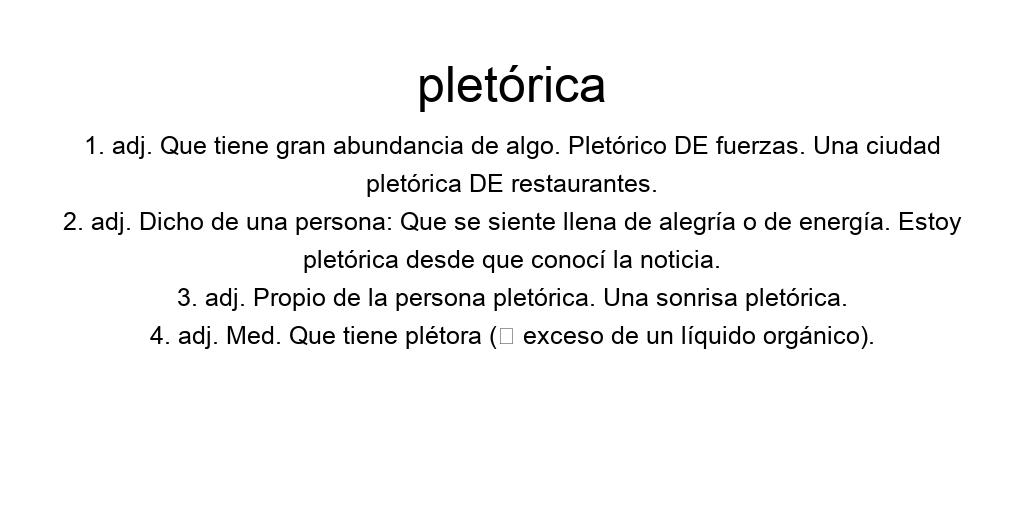 pletórica
1. adj. Que tiene gran abundancia de algo. Pletórico DE fuerzas. Una ciudad
pletórica DE restaurantes.
2. adj. Dicho de una persona: Que se siente llena de alegría o de energía. Estoy
pletórica desde que conocí la noticia.
3. adj. Propio de la persona pletórica. Una sonrisa pletórica.
4. adj. Med. Que tiene plétora ( 
 exceso de un líquido orgánico).